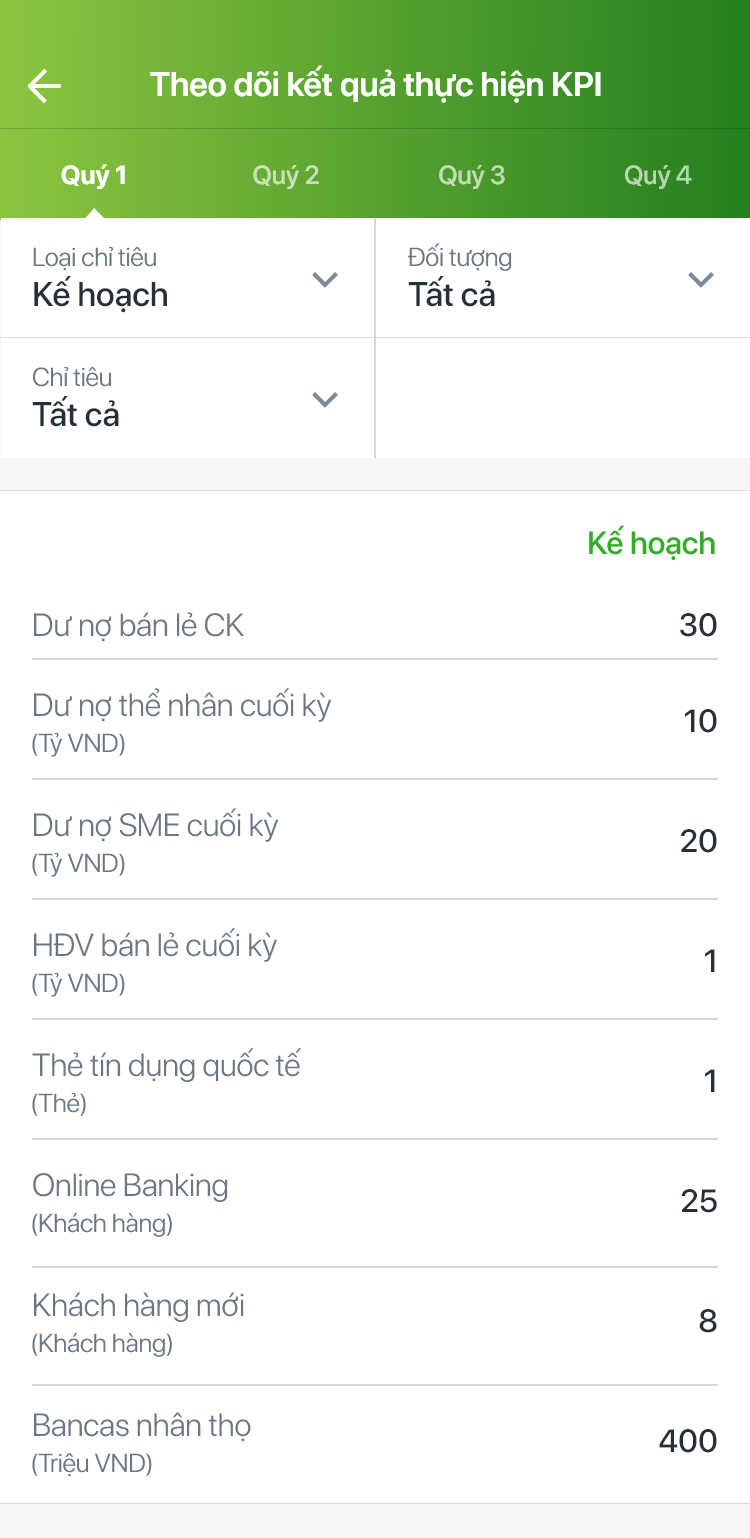 Theo dõi kết quả thực hiện KPI
Quý 1 Quý 2 Quý 3 Quý 4
Loại chỉ tiêu
Kế hoạch
Đối tượng
Tất cả
Chỉ tiêu
Tất cả
Kế hoạch
Dư nợ bán lẻ CK 30
Dư nợ thể nhân cuối kỳ
(Tỷ VND)
10
Dư nợ SME cuối kỳ
(Tỷ VND)
20
HĐV bán lẻ cuối kỳ
(Tỷ VND)
1
Thẻ tín dụng quốc tế
(Thẻ)
1
Online Banking
(Khách hàng)
25
Khách hàng mới
(Khách hàng)
8
Bancas nhân thọ
(Triệu VND)
400